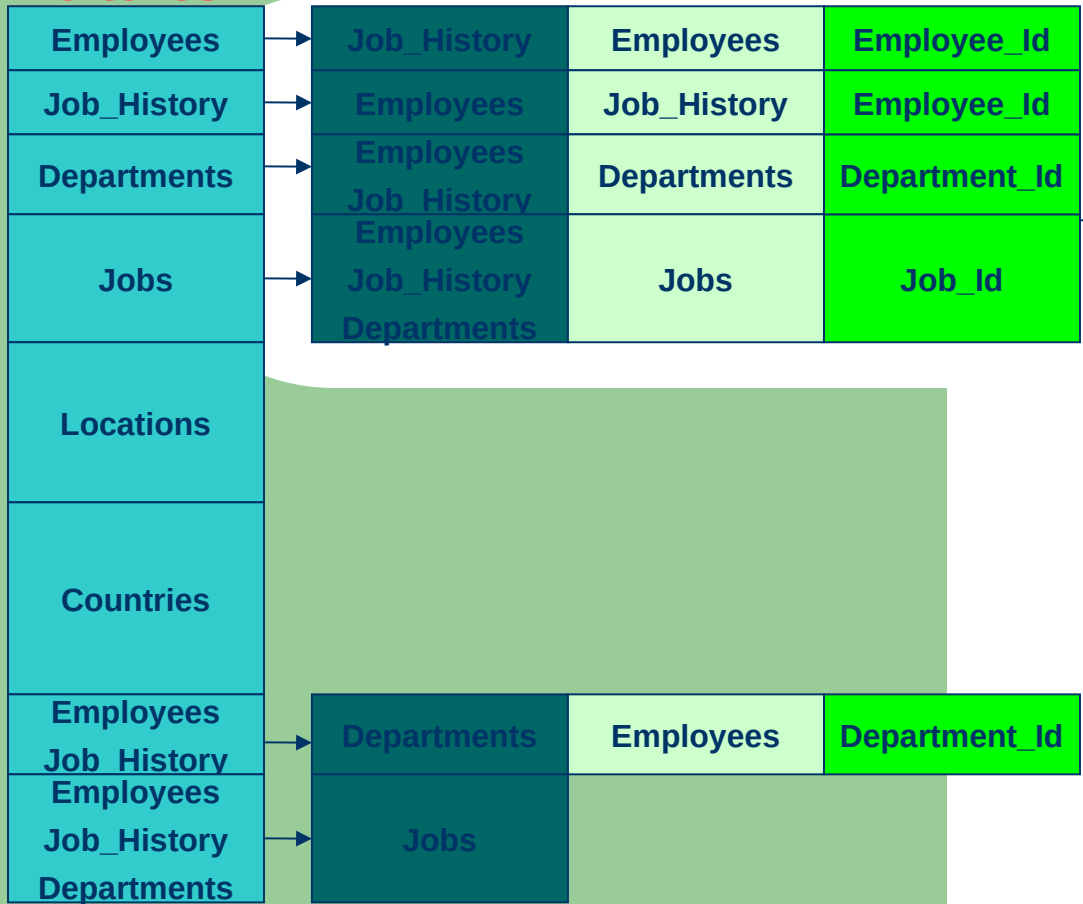 Employees Job_History Employees Employee_Id
Job_History Employees Job_History Employee_Id
Employees
Departments Departments Department_Id
Job_History
Employees
Jobs Job_History Jobs Job_Id
Departments
Locations
Countries
Employees
Departments Employees Department_Id
Job_History
Employees
Job_History Jobs
Departments